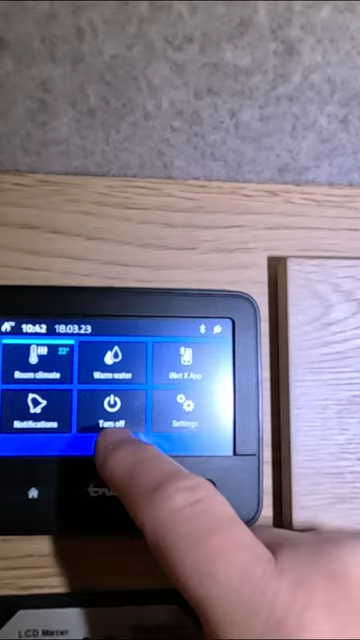 10:42 18.03.23
22°
Room climate Warm water iNet X App
Notifications Turn off Settings
LCD Meter